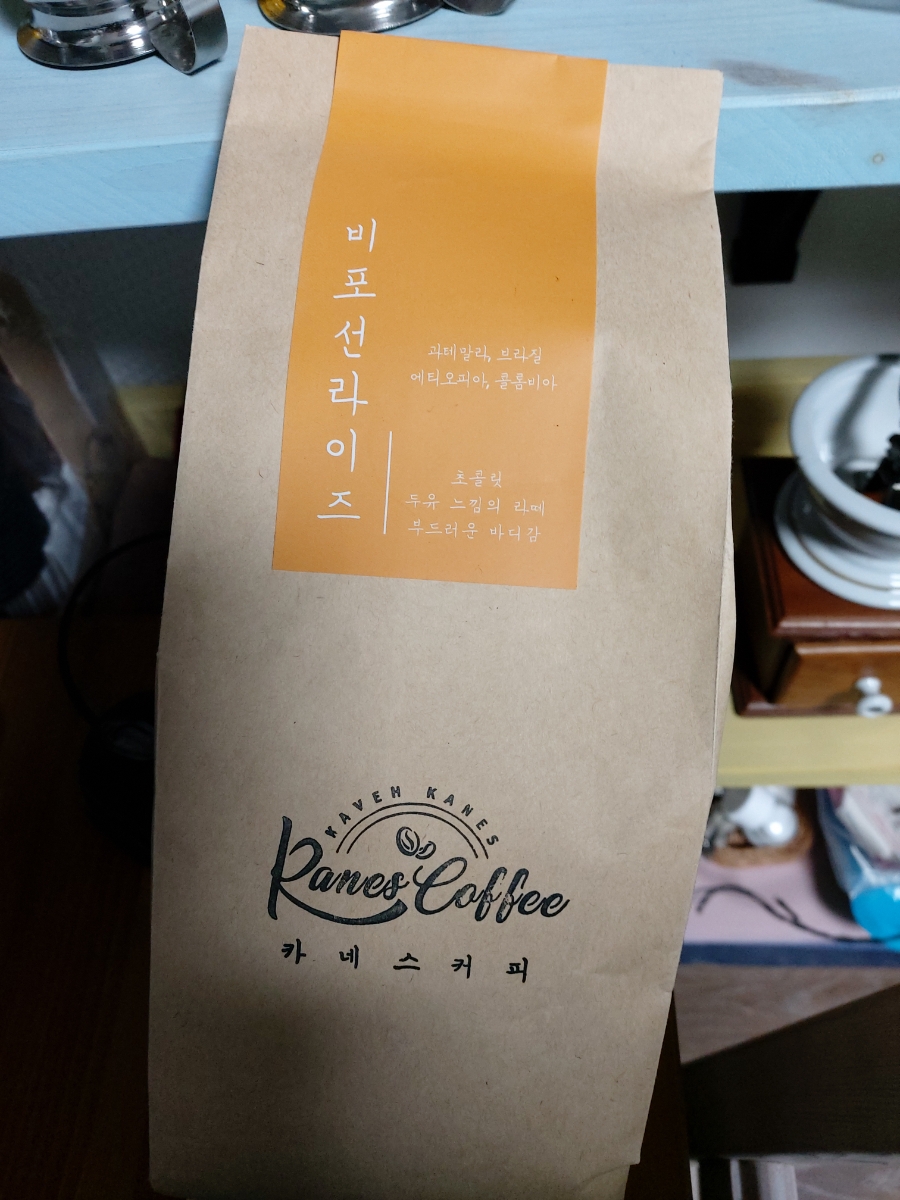 비포선라이즈
과테말라, 브라질
에티오피아, 콜롬비아
초콜릿
두유 느낌의 라떼
부드러운 바디감
KAVEH KANES
Kanes Coffee
카네스커피